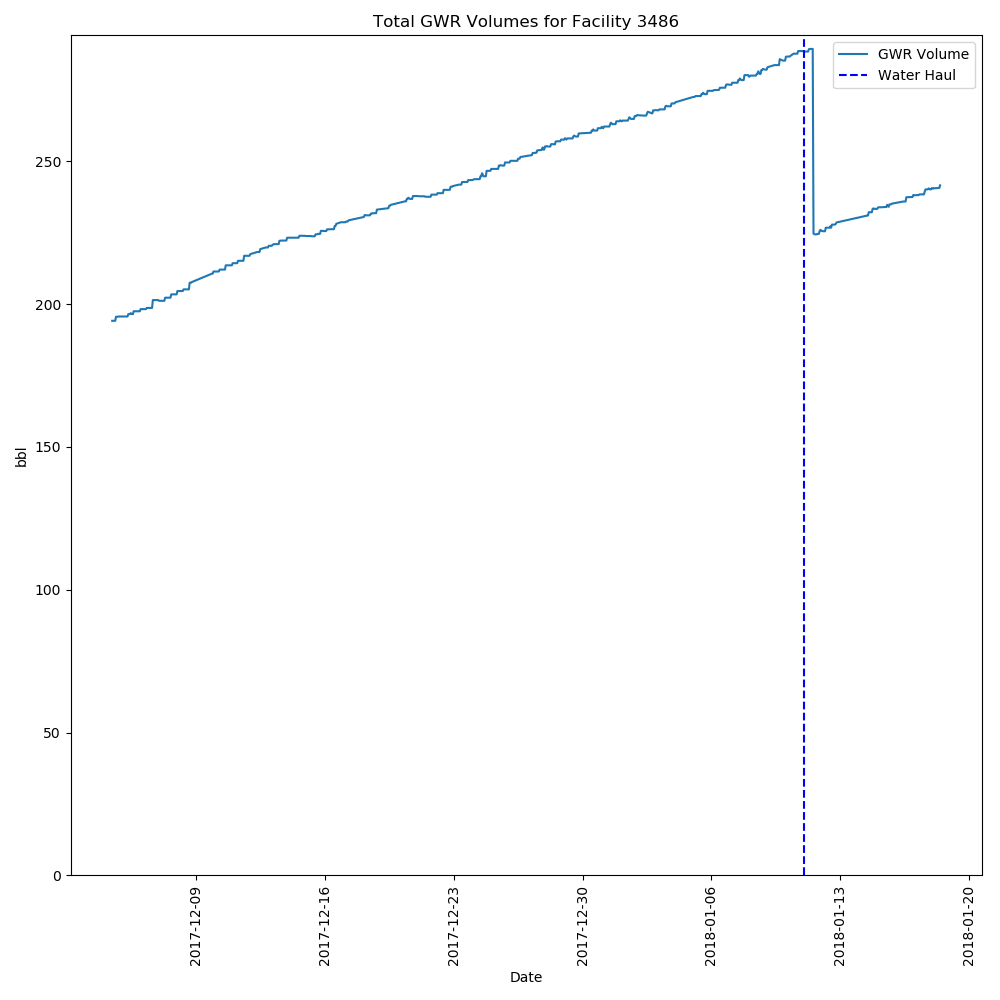 Total GWR Volumes for Facility 3486
GWR Volume
Water Haul
bbl
250
200
150
100
50
0
2017-12-09
2017-12-16
2017-12-23
2017-12-30
2018-01-06
2018-01-13
2018-01-20
Date